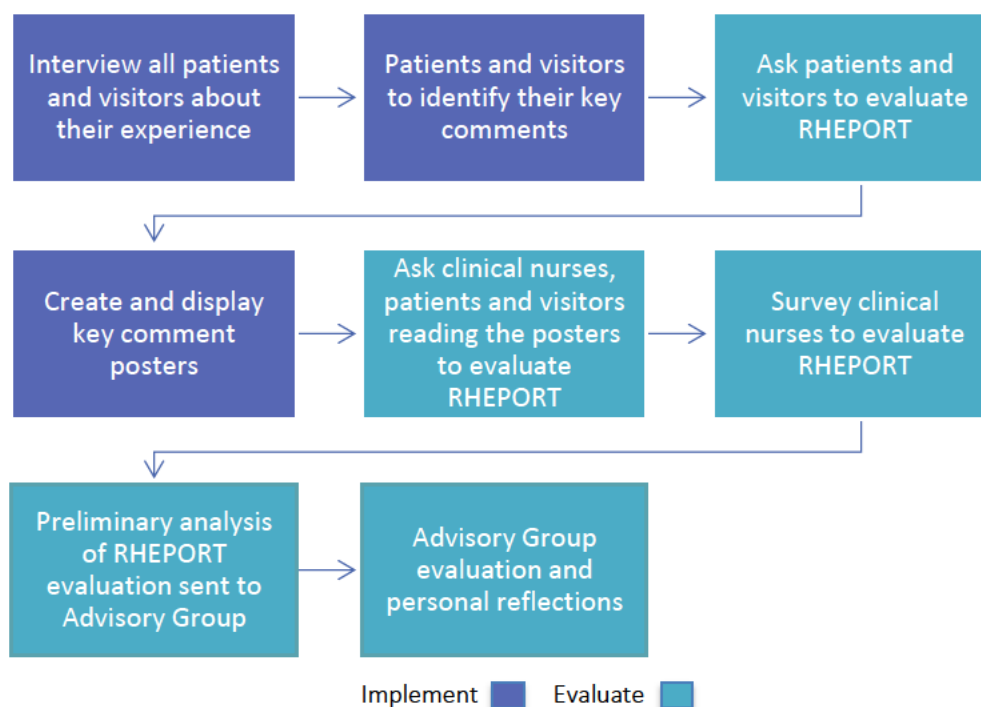 Interview all patients
and visitors about
their experience
Patients and visitors
to identify their key
comments
Ask patients and
visitors to evaluate
RHEPORT
Create and display
key comment
posters
Ask clinical nurses,
patients and visitors
reading the posters
to evaluate
RHEPORT
Survey clinical
nurses to evaluate
RHEPORT
Preliminary analysis
of RHEPORT
evaluation sent to
Advisory Group
Advisory Group
evaluation and
personal reflections
Implement
Evaluate